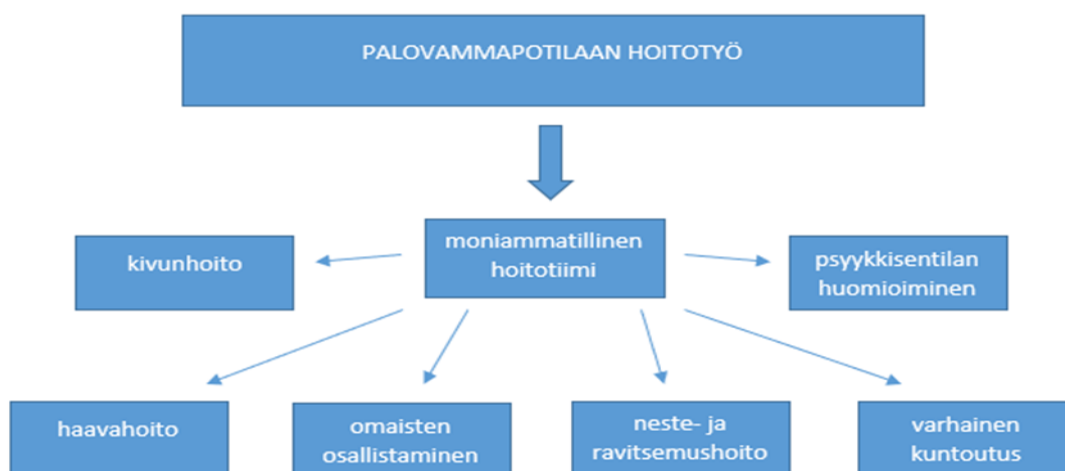 PALOVAMMAPOTILAAN HOITOTYÖ
moniammatillinen
hoitotiimi
kivunhoito
psyykkisentilan
huomioiminen
haavahoito
omaisten
osallistaminen
neste- ja
ravitsemushoito
varhainen
kuntoutus